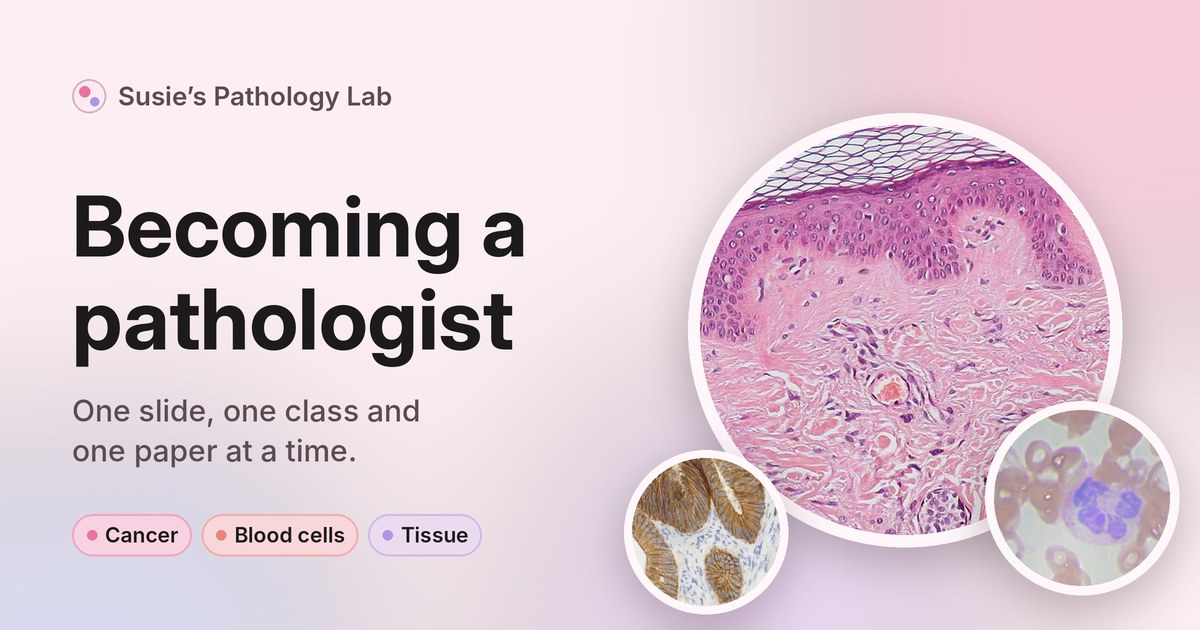 Susie’s Pathology Lab
Becoming a
pathologist
One slide, one class and
one paper at a time.
Cancer
Blood cells
Tissue